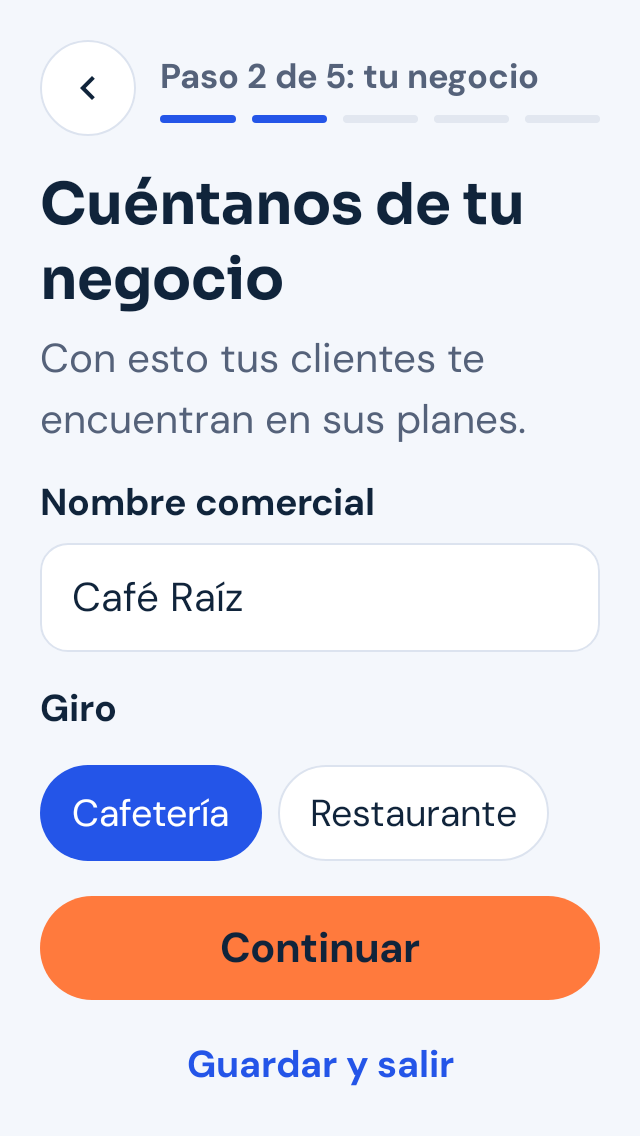 Paso 2 de 5: tu negocio
Cuéntanos de tu
negocio
Con esto tus clientes te
encuentran en sus planes.
Nombre comercial
Café Raíz
Giro
Cafetería
Restaurante
Continuar
Guardar y salir